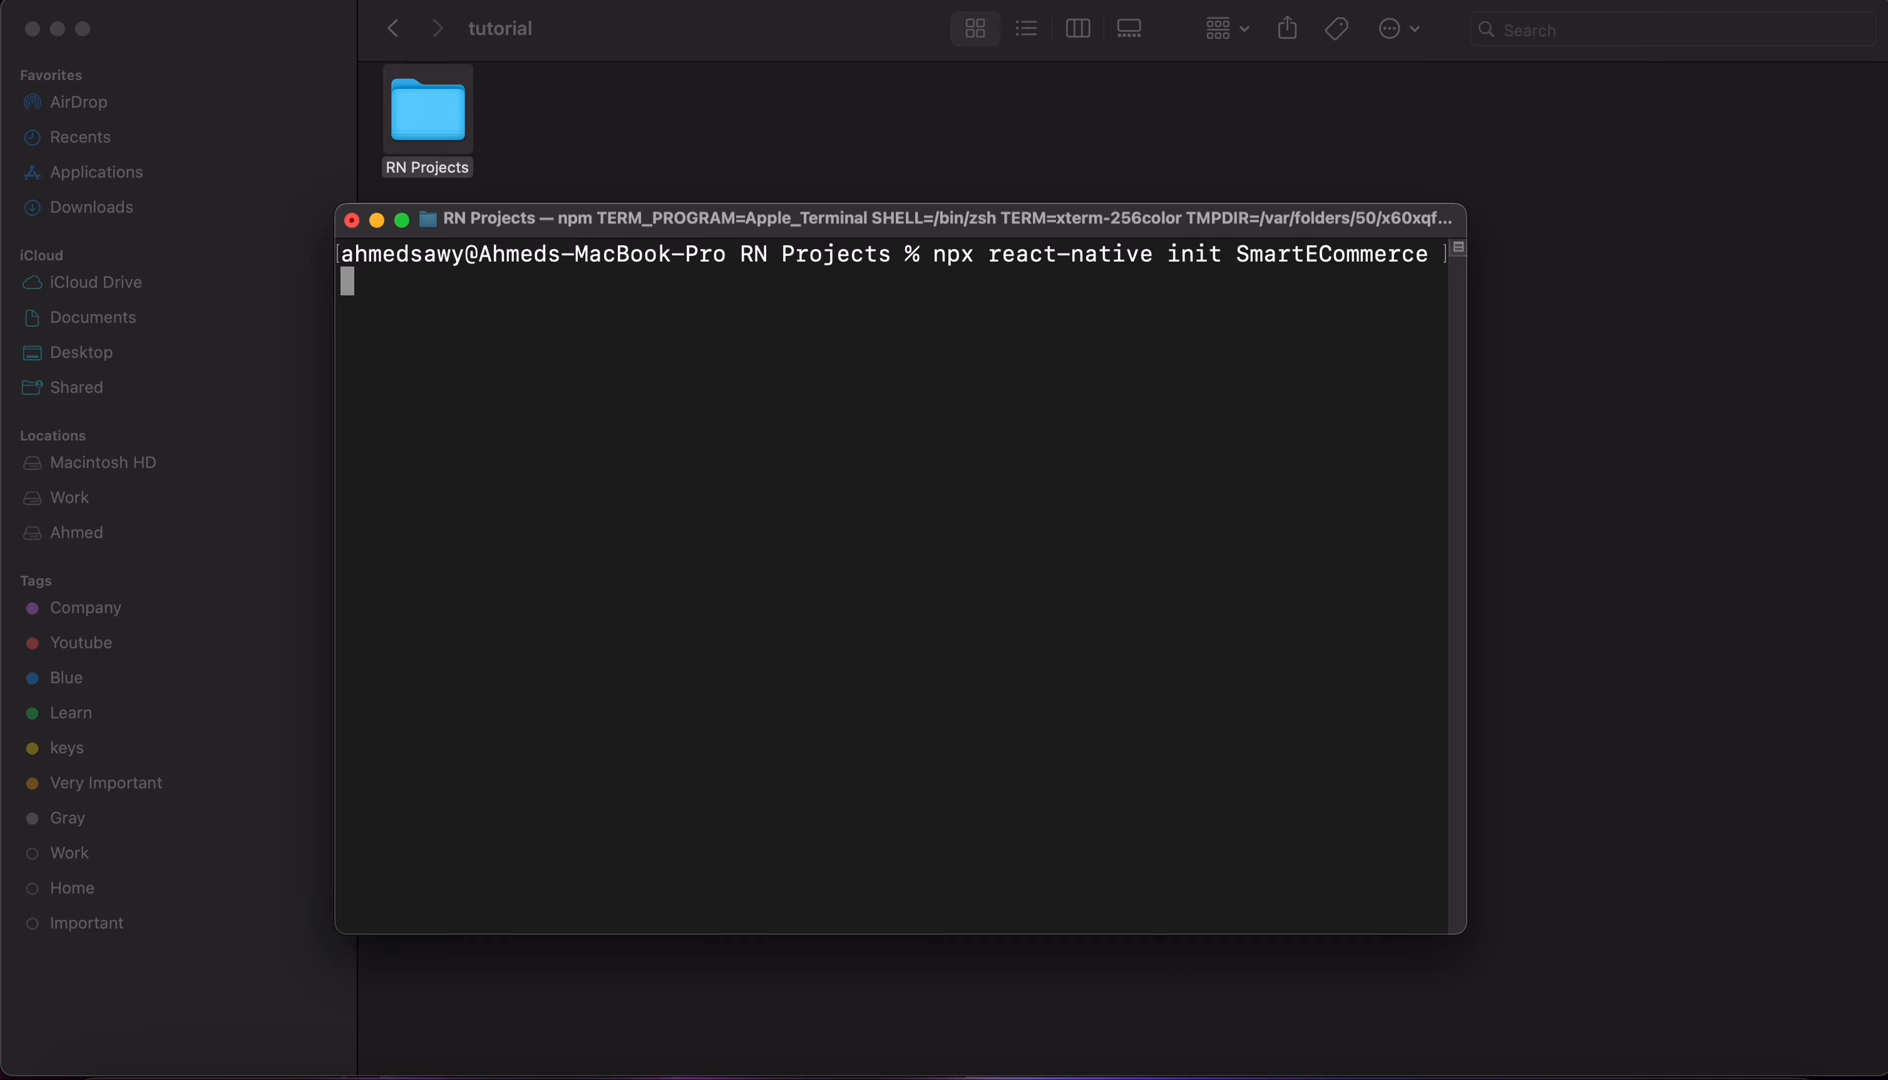 tutorial
Search
Favorites
AirDrop
Recents
Applications
Downloads
iCloud
iCloud Drive
Documents
Desktop
Shared
Locations
Macintosh HD
Work
Ahmed
Tags
Company
Youtube
Blue
Learn
keys
Very Important
Gray
Work
Home
Important
RN Projects
RN Projects — npm TERM_PROGRAM=Apple_Terminal SHELL=/bin/zsh TERM=xterm-256color TMPDIR=/var/folders/50/x60xqf...
[ahmedsawy@Ahmeds-MacBook-Pro RN Projects % npx react-native init SmartECommerce ]